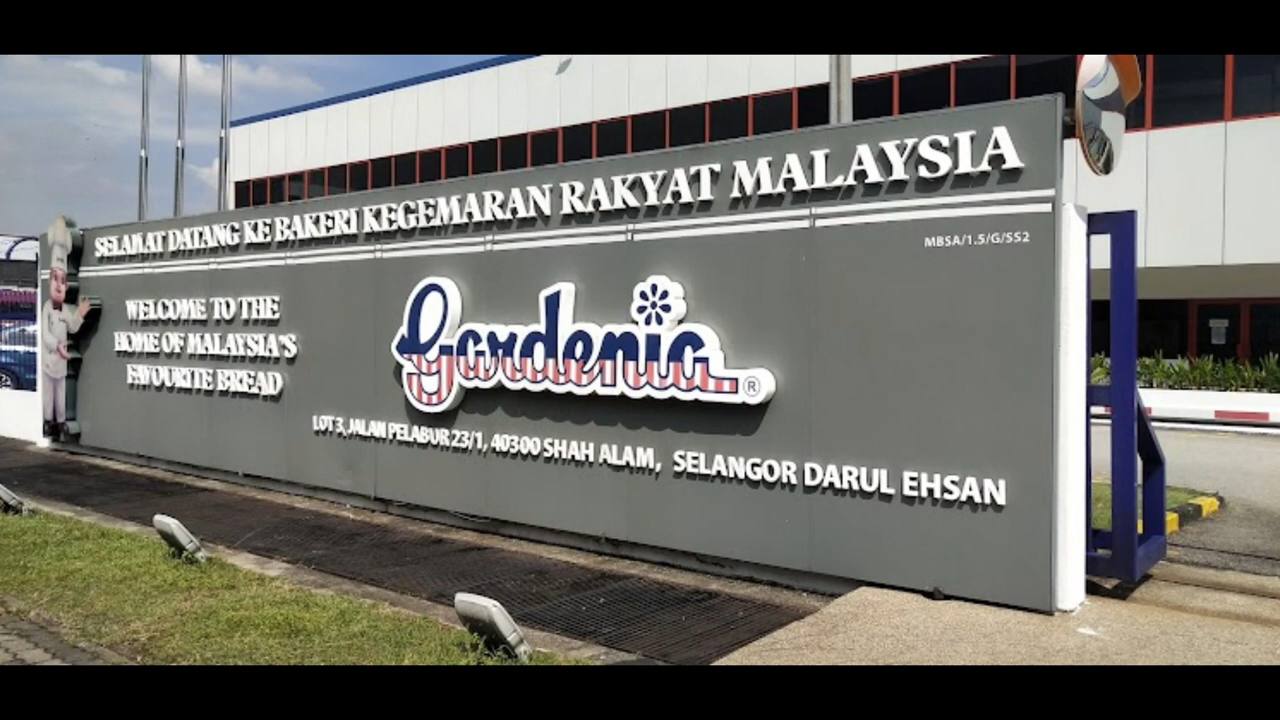 SELAMAT DATANG KE BAKERI KEGEMARAN RAKYAT MALAYSIA
MBSA/1.5/G/SS2
WELCOME TO THE
HOME OF MALAYSIA'S
FAVOURITE BREAD
Gardenia ®
LOT 3, JALAN PELABUR 23/1, 40300 SHAH ALAM, SELANGOR DARUL EHSAN